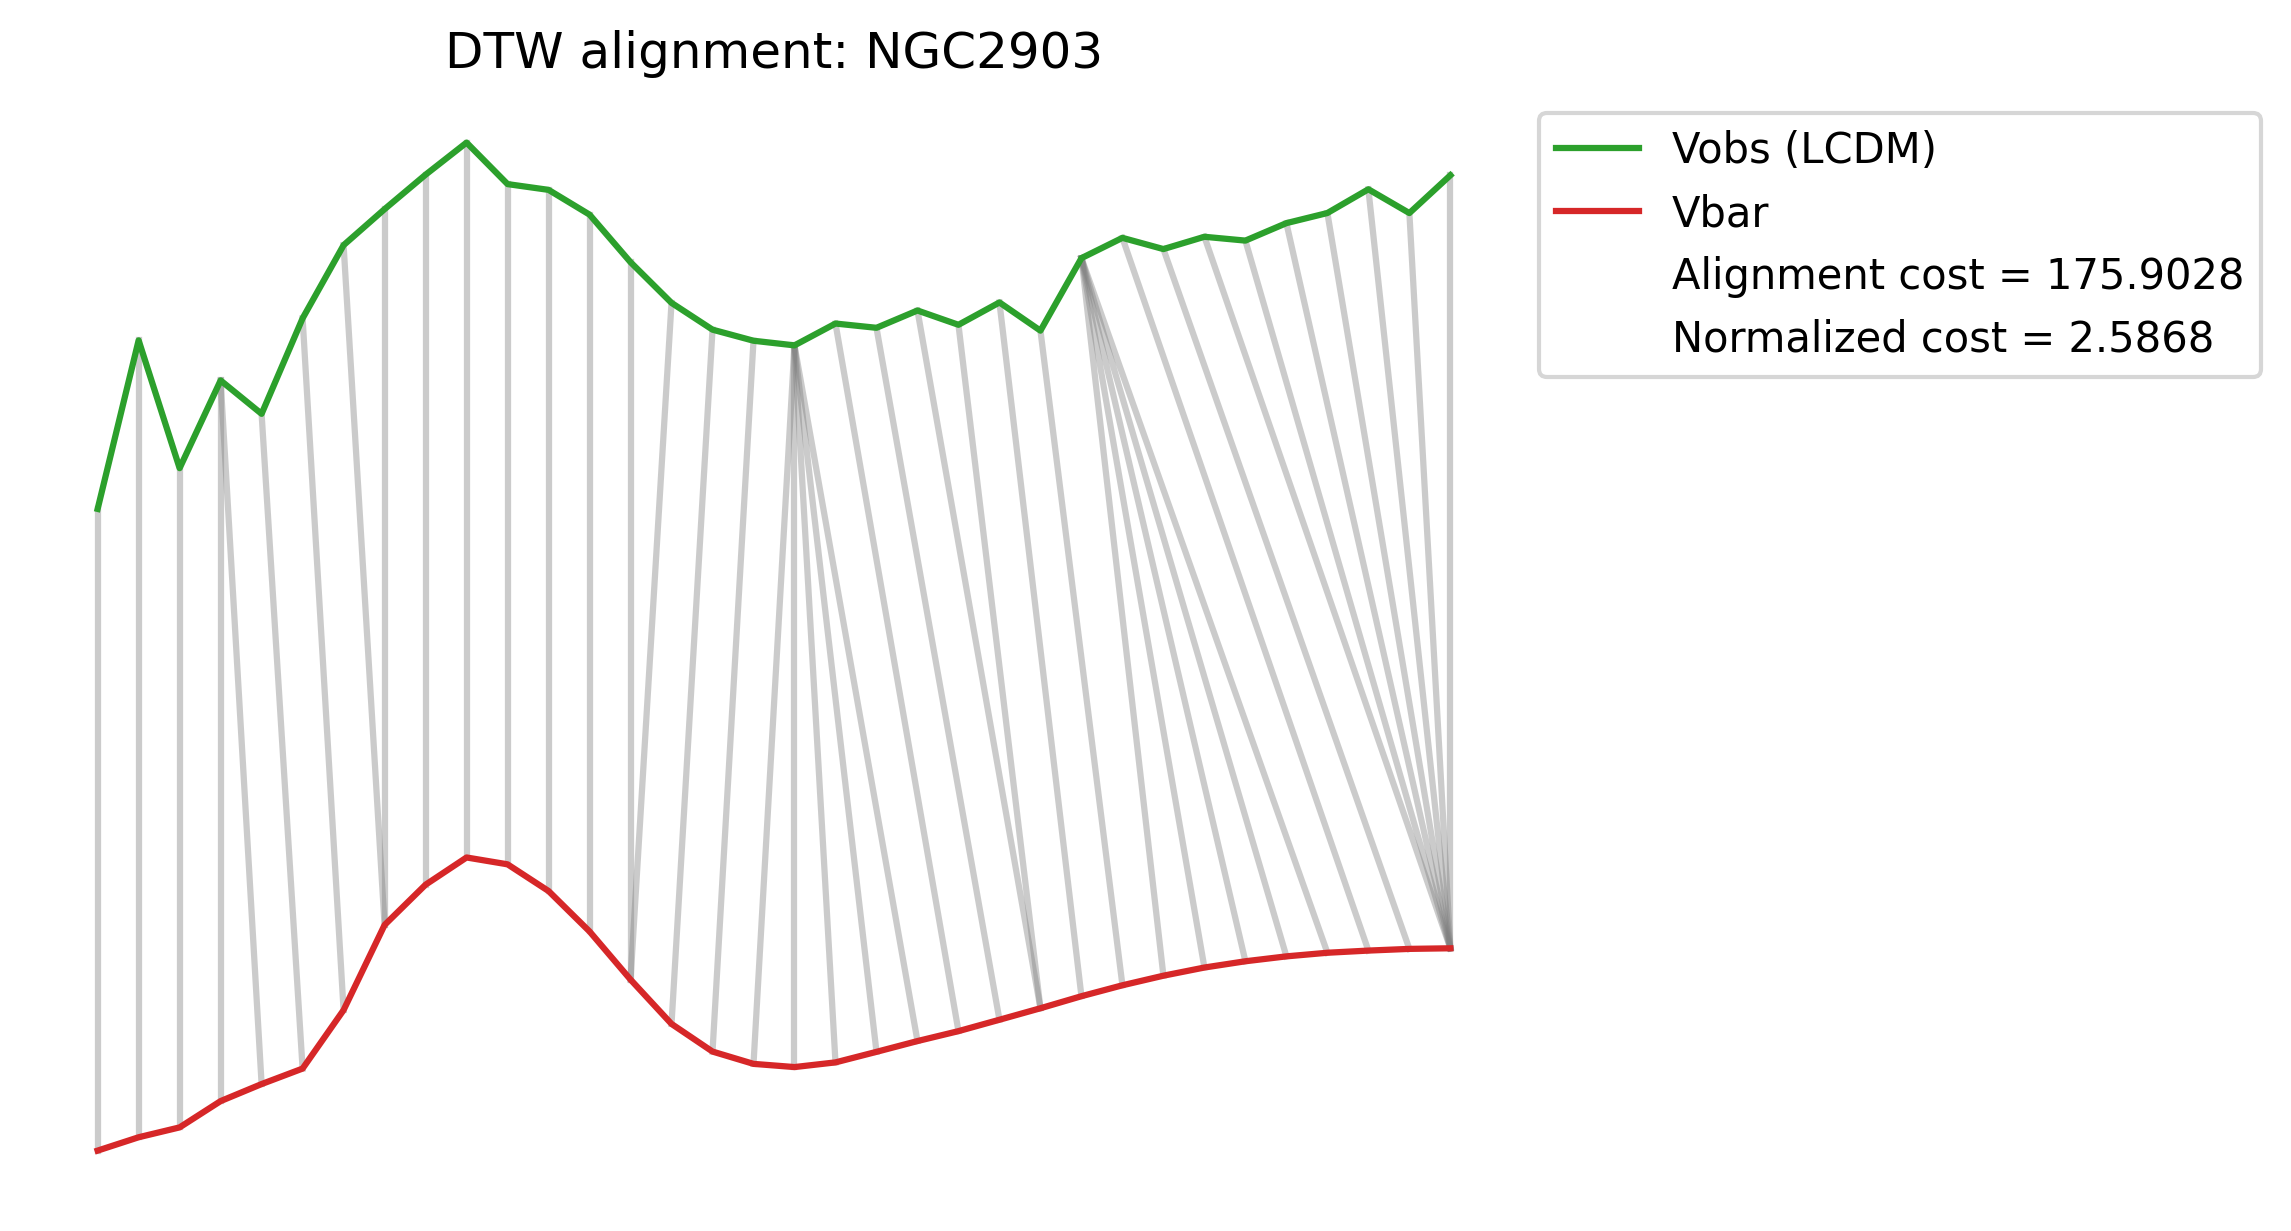 DTW alignment: NGC2903
Vobs (LCDM)
Vbar
Alignment cost = 175.9028
Normalized cost = 2.5868